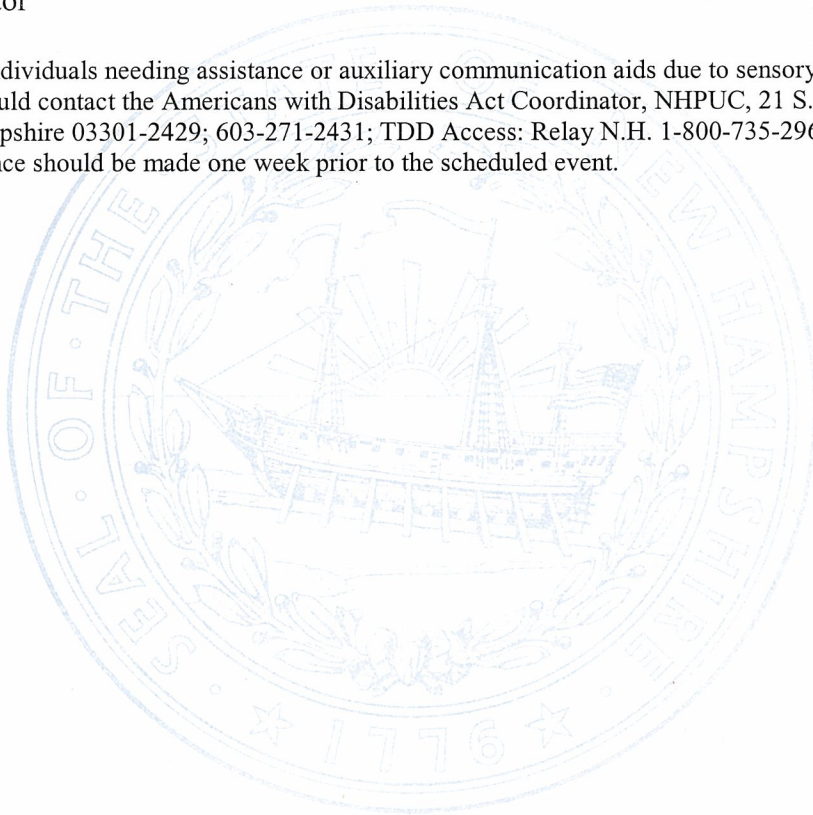 dividuals needing assistance or auxiliary communication aids due to sensory
uld contact the Americans with Disabilities Act Coordinator, NHPUC, 21 S.
pshire 03301-2429; 603-271-2431; TDD Access: Relay N.H. 1-800-735-296
ce should be made one week prior to the scheduled event.
SEAL · OF · THE STATE OF NEW HAMPSHIRE
1776